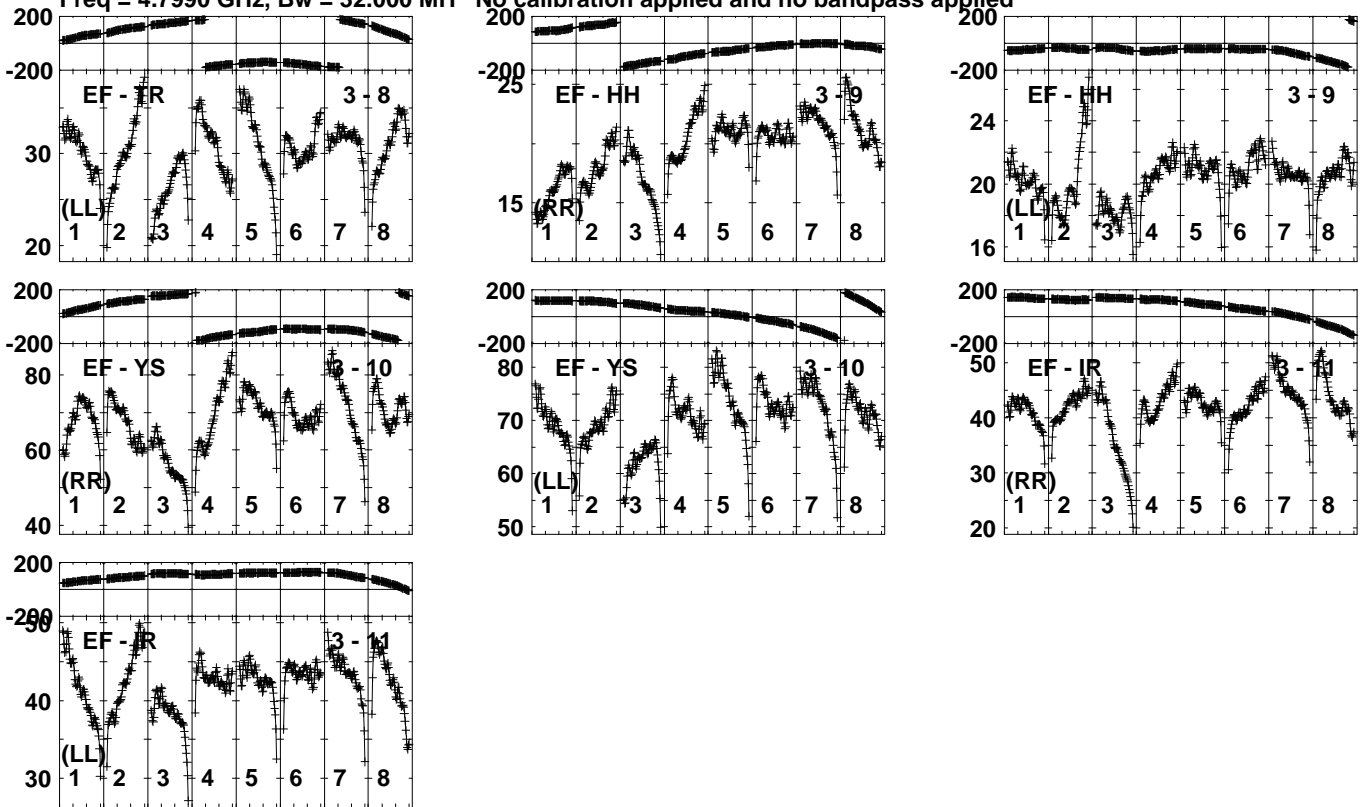 Freq = 4.7990 GHz, Bw = 32.000 MH No calibration applied and no bandpass applied
200
-200
EF - TR 3 - 8
30
(LL)
20
1 2 3 4 5 6 7 8
200
-200
25
EF - HH 3 - 9
15
(RR)
1 2 3 4 5 6 7 8
200
-200
EF - HH 3 - 9
24
20
(LL)
16
1 2 3 4 5 6 7 8
200
-200
EF - YS 3 - 10
80
60
(RR)
40
1 2 3 4 5 6 7 8
200
-200
80
EF - YS 3 - 10
70
60
(LL)
50
1 2 3 4 5 6 7 8
200
-200
50
EF - IR 3 - 11
40
30
(RR)
20
1 2 3 4 5 6 7 8
200
-200
50
EF - IR 3 - 11
40
(LL)
30
1 2 3 4 5 6 7 8